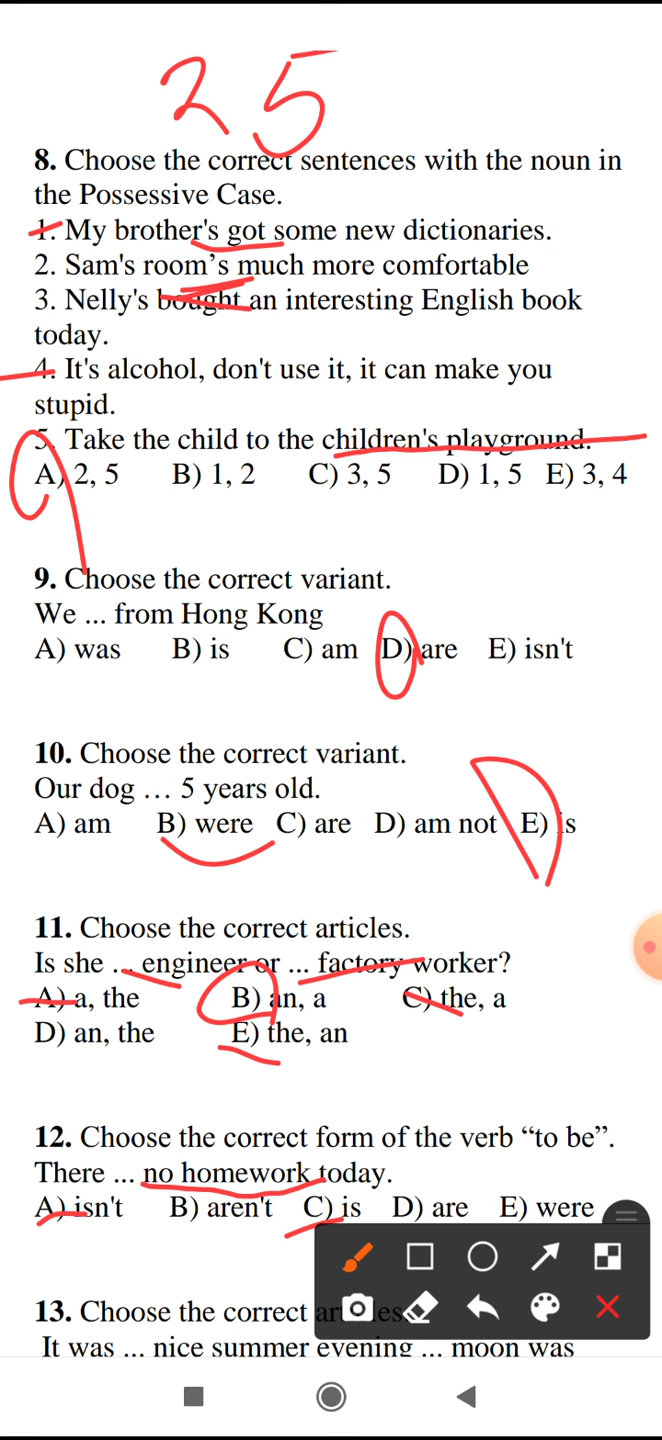 25
8. Choose the correct sentences with the noun in
the Possessive Case.
1. My brother's got some new dictionaries.
2. Sam's room’s much more comfortable
3. Nelly's bought an interesting English book
today.
4. It's alcohol, don't use it, it can make you
stupid.
5. Take the child to the children's playground.
A) 2, 5 B) 1, 2 C) 3, 5 D) 1, 5 E) 3, 4
9. Choose the correct variant.
We ... from Hong Kong
A) was B) is C) am D) are E) isn't
10. Choose the correct variant.
Our dog … 5 years old.
A) am B) were C) are D) am not E) is
11. Choose the correct articles.
Is she ... engineer or ... factory worker?
A) a, the B) an, a C) the, a
D) an, the E) the, an
12. Choose the correct form of the verb “to be”.
There ... no homework today.
A) isn't B) aren't C) is D) are E) were
13. Choose the correct
It was ... nice summer evening ... moon was